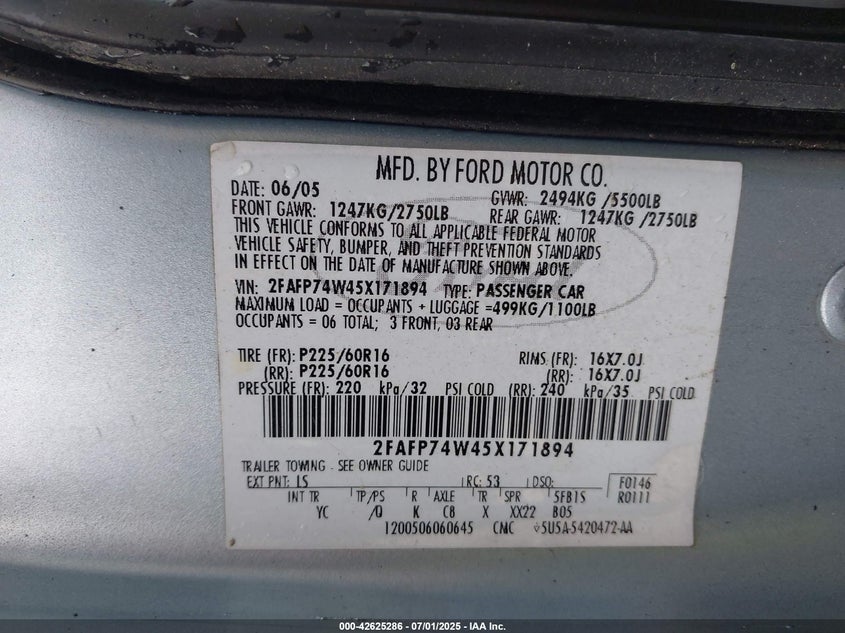 MFD. BY FORD MOTOR CO.
DATE: 06/05 GVWR: 2494KG /5500LB
FRONT GAWR: 1247KG/2750LB REAR GAWR: 1247KG /2750LB
THIS VEHICLE CONFORMS TO ALL APPLICABLE FEDERAL MOTOR
VEHICLE SAFETY, BUMPER, AND THEFT PREVENTION STANDARDS
IN EFFECT ON THE DATE OF MANUFACTURE SHOWN ABOVE.
VIN: 2FAFP74W45X171894 TYPE: PASSENGER CAR
MAXIMUM LOAD = OCCUPANTS + LUGGAGE =499KG/1100LB
OCCUPANTS = 06 TOTAL; 3 FRONT, 03 REAR
TIRE (FR): P225/60R16 RIMS (FR): 16X7.0J
(RR): P225/60R16 (RR): 16X7.0J
PRESSURE (FR): 220 kPa/32 PSI COLD (RR): 240 kPa/35 PSI COLD
2FAFP74W45X171894
TRAILER TOWING - SEE OWNER GUIDE
EXT PNT: LS RC: 53 DSO: F0146
INT TR TP/PS R AXLE TR SPR 5FB1S R0111
YC /Q K C8 X XX22 B05
1200506060645 CMC 5U5A-5420472-AA
000-42625286 - 07/01/2025 - IAA Inc.